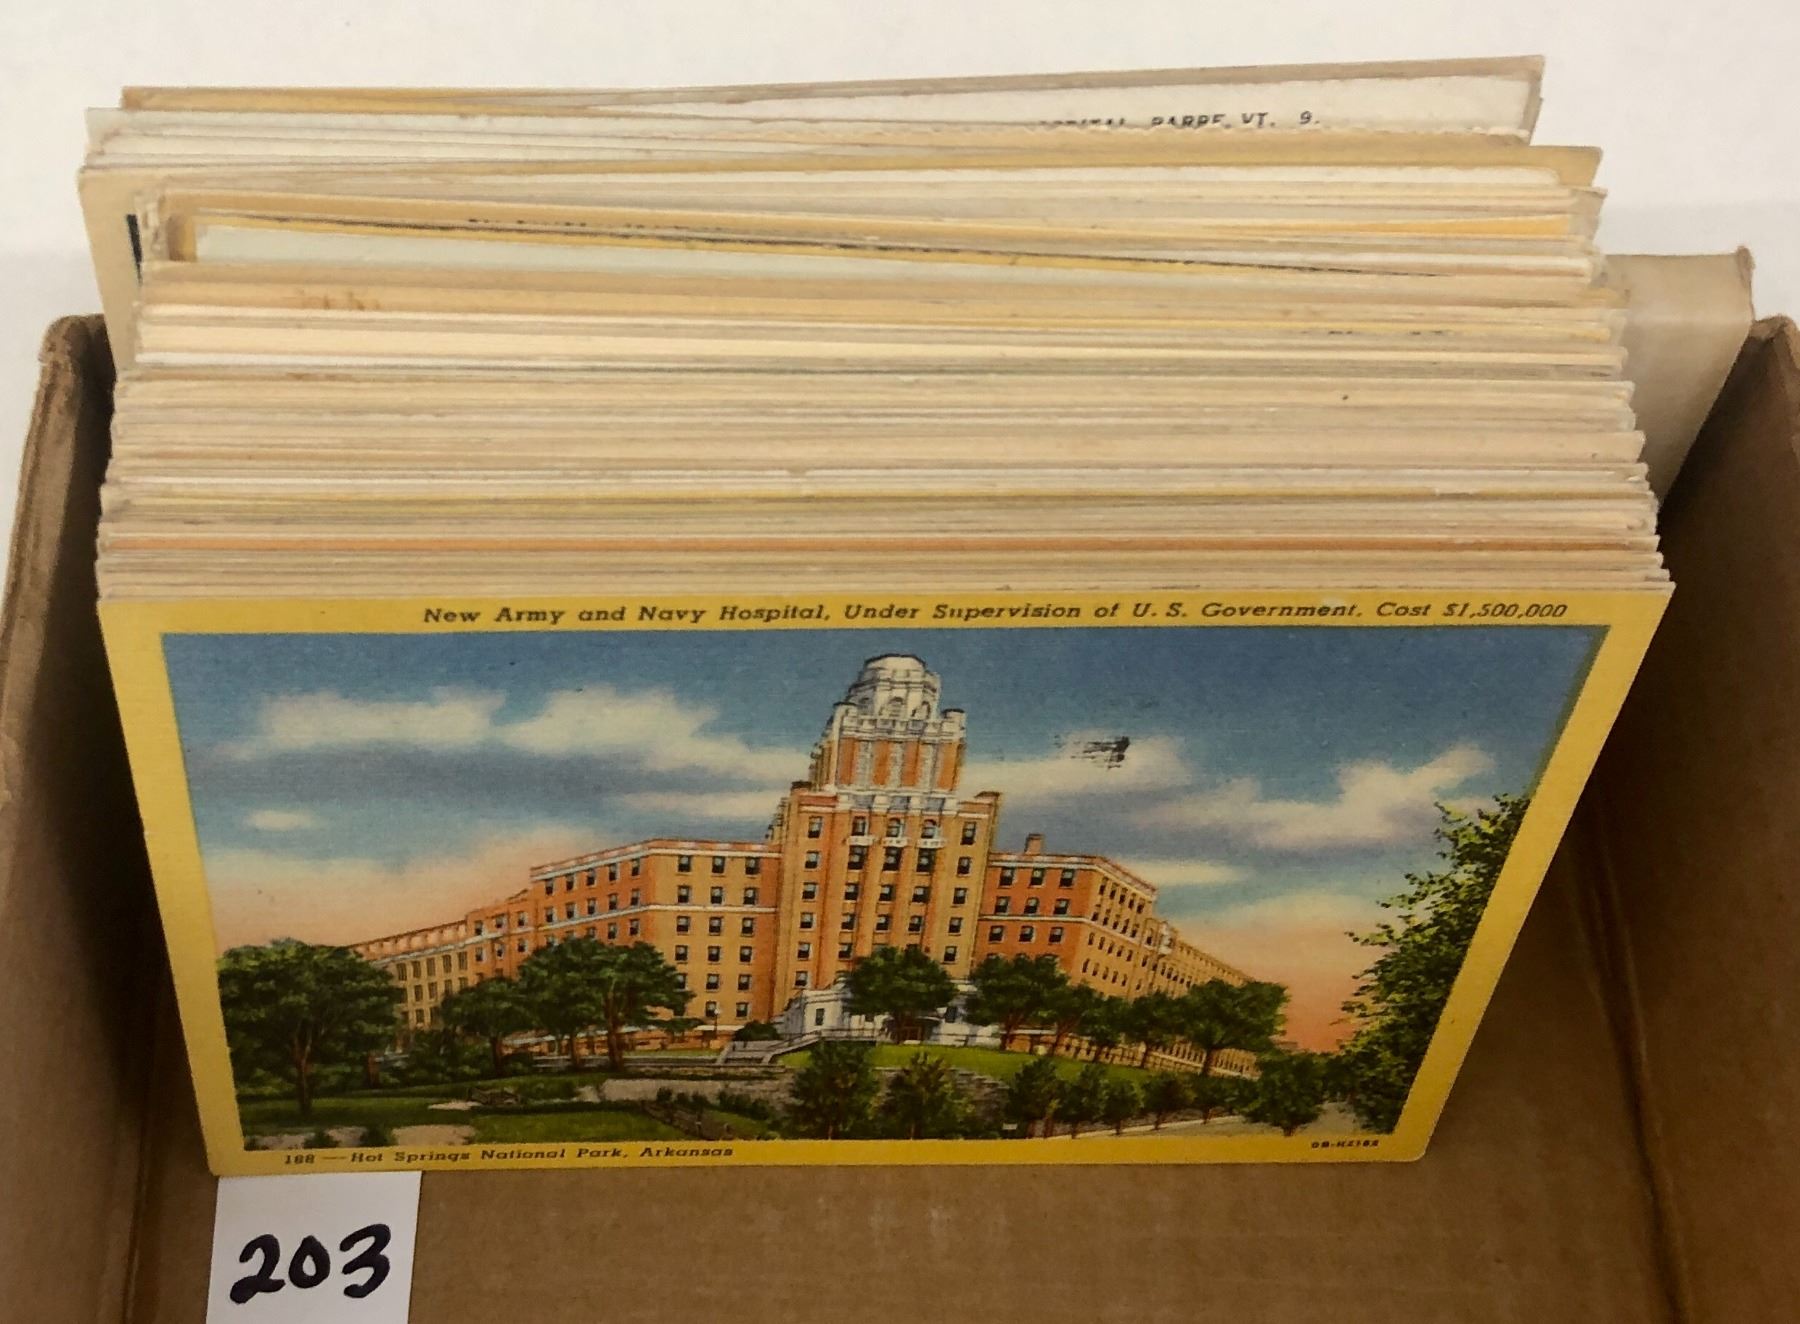 BARRE, VT. 9.
New Army and Navy Hospital, Under Supervision of U. S. Government. Cost $1,500,000
188 — Hot Springs National Park, Arkansas
203